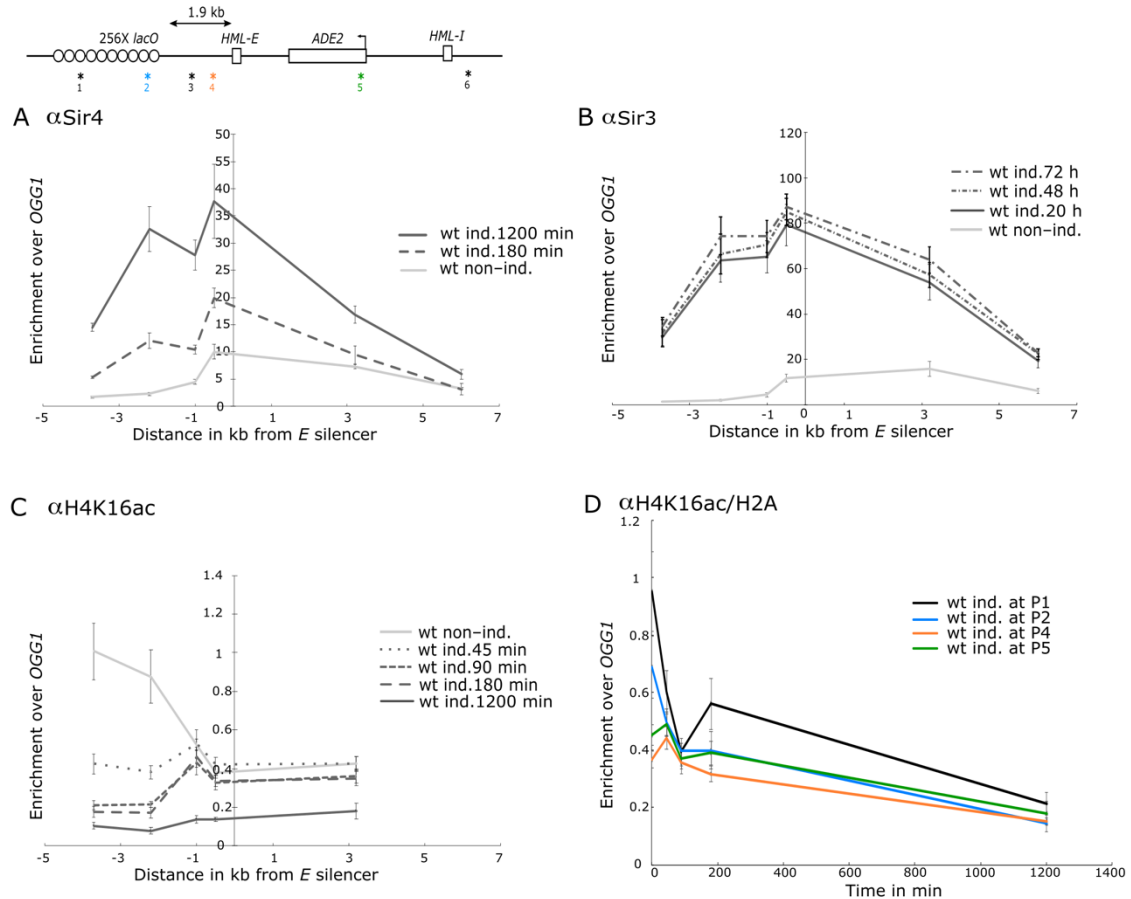 1.9 kb
256X lacO
HML-E
ADE2
HML-I
*
1
*
2
*
3
*
4
*
5
*
6
A αSir4
Enrichment over OGG1
50
55
45
40
35
30
25
20
15
10
5
0
-5 -3 -1 0 1 3 5 7
Distance in kb from E silencer
wt ind.1200 min
wt ind.180 min
wt non-ind.
B αSir3
Enrichment over OGG1
120
100
80
60
40
20
-5 -3 -1 0 1 3 5 7
Distance in kb from E silencer
wt ind.72 h
wt ind.48 h
wt ind.20 h
wt non-ind.
C αH4K16ac
Enrichment over OGG1
1.4
1.2
1
0.8
0.6
0.4
0.2
0
-5 -3 -1 1 3 5
Distance in kb from E silencer
wt non-ind.
wt ind.45 min
wt ind.90 min
wt ind.180 min
wt ind.1200 min
D αH4K16ac/H2A
Enrichment over OGG1
1.2
1
0.8
0.6
0.4
0.2
0
0 200 400 600 800 1000 1200 1400
Time in min
wt ind. at P1
wt ind. at P2
wt ind. at P4
wt ind. at P5